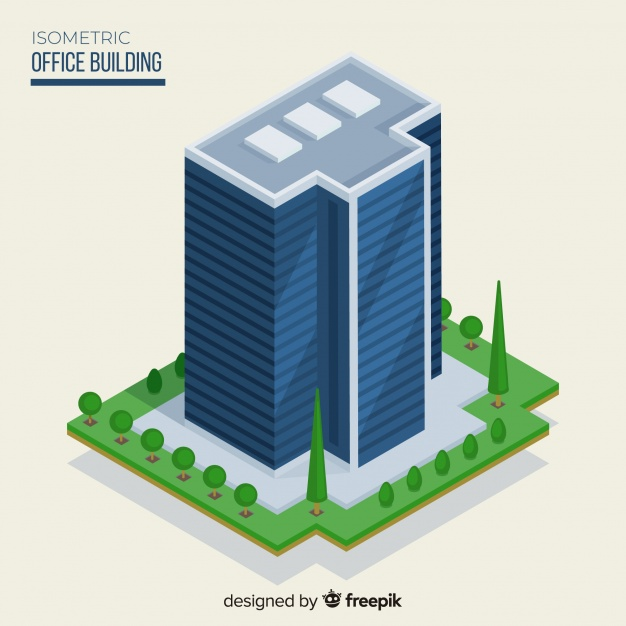 ISOMETRIC
OFFICE BUILDING
designed by freepik